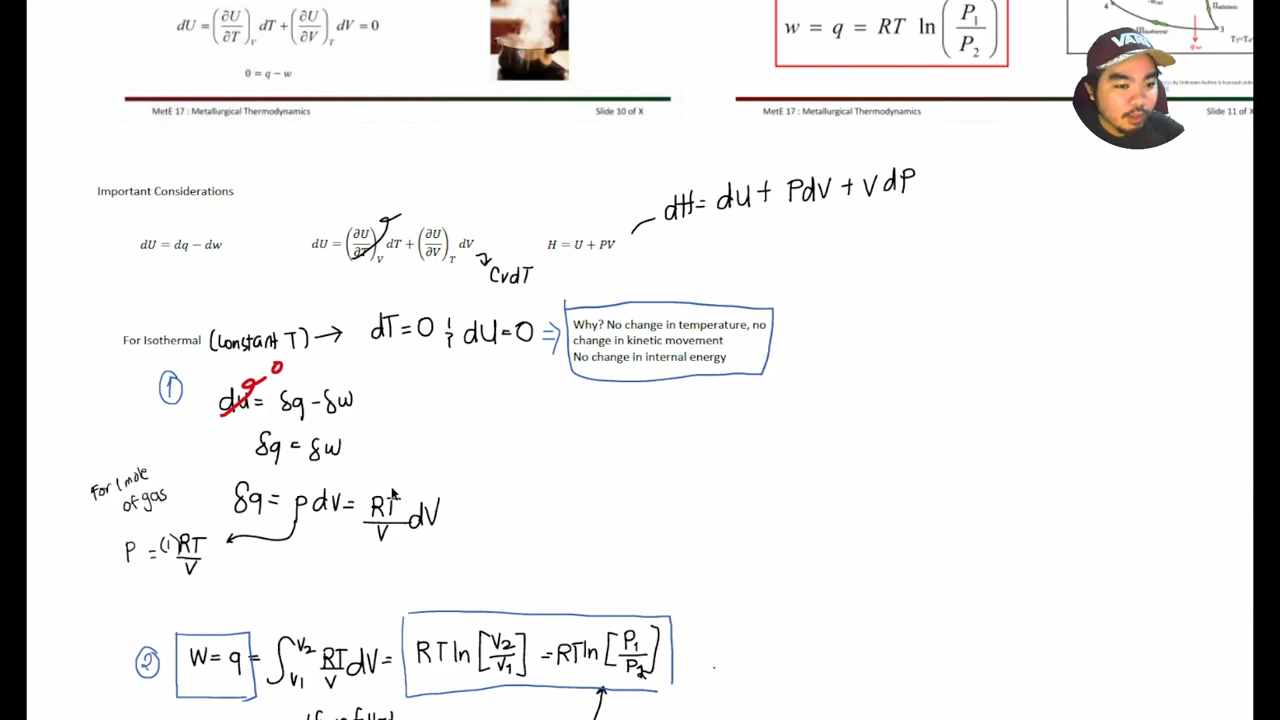 dU = (∂U/∂T)_V dT + (∂U/∂V)_T dV = 0
0 = q − w
MetE 17 : Metallurgical Thermodynamics Slide 10 of X
w = q = RT ln (P₁/P₂)
4
3
MetE 17 : Metallurgical Thermodynamics Slide 11 of X
VANS
Important Considerations
dH = dU + PdV + VdP
dU = dq − dw
dU = (∂U/∂T)_V dT + (∂U/∂V)_T dV
H = U + PV
CvdT
For Isothermal (constant T) → dT = 0 & dU = 0 ⇒
Why? No change in temperature, no
change in kinetic movement
No change in internal energy
① 0
du = δq − δw
δq = δw
For 1 mole
of gas
δq = pdV = RT/V dV
P = (1)RT/V
② W = q = ∫_{V1}^{V2} RT/V dV = RT ln [V2/V1] = RT ln [P1/P2]